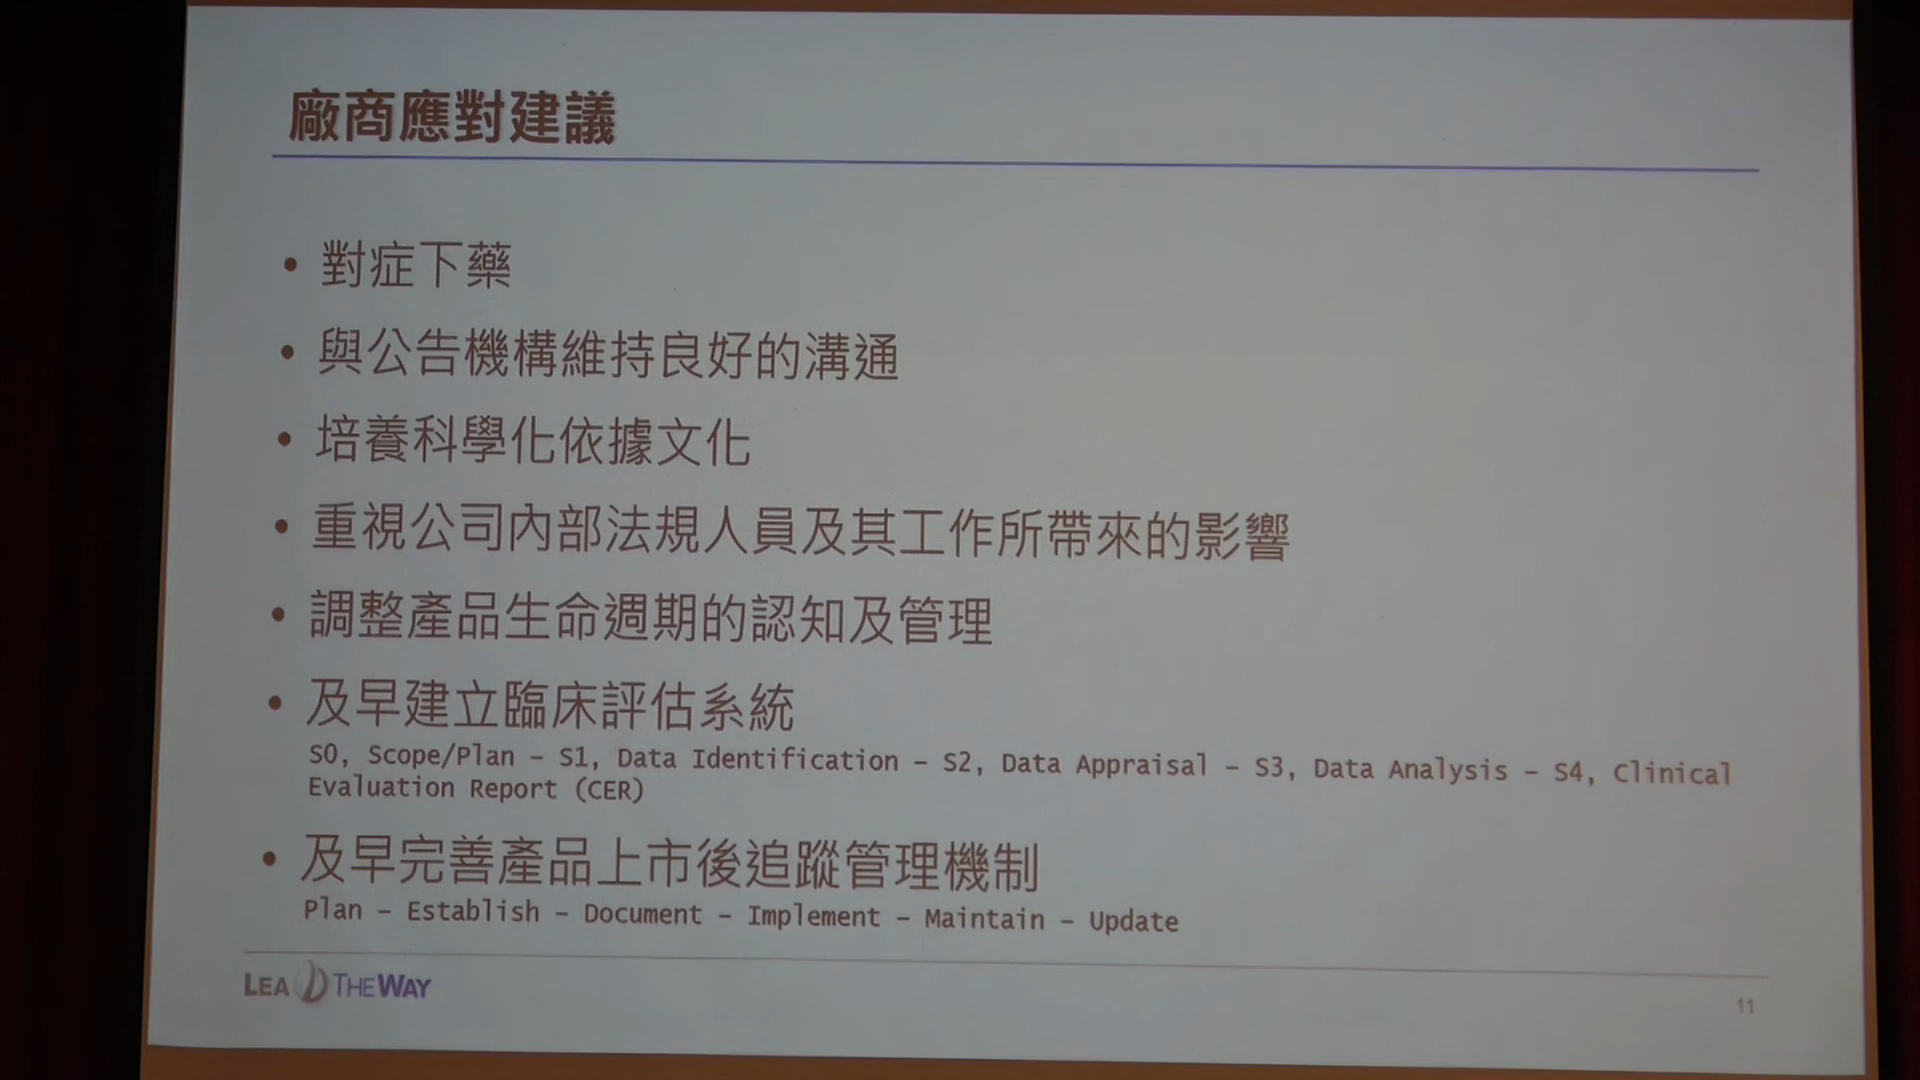 廠商應對建議
• 對症下藥
• 與公告機構維持良好的溝通
• 培養科學化依據文化
• 重視公司內部法規人員及其工作所帶來的影響
• 調整產品生命週期的認知及管理
• 及早建立臨床評估系統
S0, Scope/Plan – S1, Data Identification – S2, Data Appraisal – S3, Data Analysis – S4, Clinical
Evaluation Report (CER)
• 及早完善產品上市後追蹤管理機制
Plan – Establish – Document – Implement – Maintain – Update
LEADTHEWAY
11